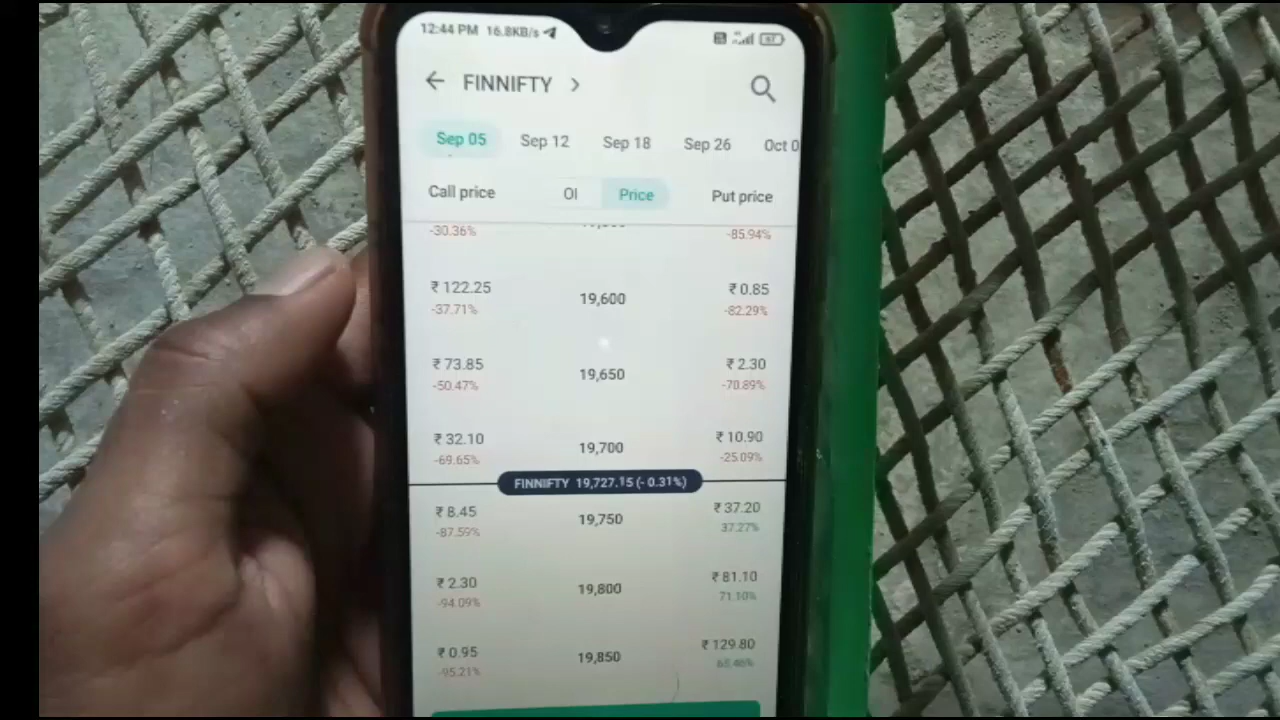 12:44 PM 16.8KB/s
67
FINNIFTY
Sep 05 Sep 12 Sep 18 Sep 26 Oct 0
Call price OI Price Put price
-30.36% -85.94%
₹122.25 19,600 ₹0.85
-37.71% -82.29%
₹73.85 19,650 ₹2.30
-50.47% -70.89%
₹32.10 19,700 ₹10.90
-69.65% -25.09%
FINNIFTY 19,727.15 (- 0.31%)
₹8.45 19,750 ₹37.20
-87.59% 37.27%
₹2.30 19,800 ₹81.10
-94.09% 71.10%
₹0.95 19,850 ₹129.80
-95.21%